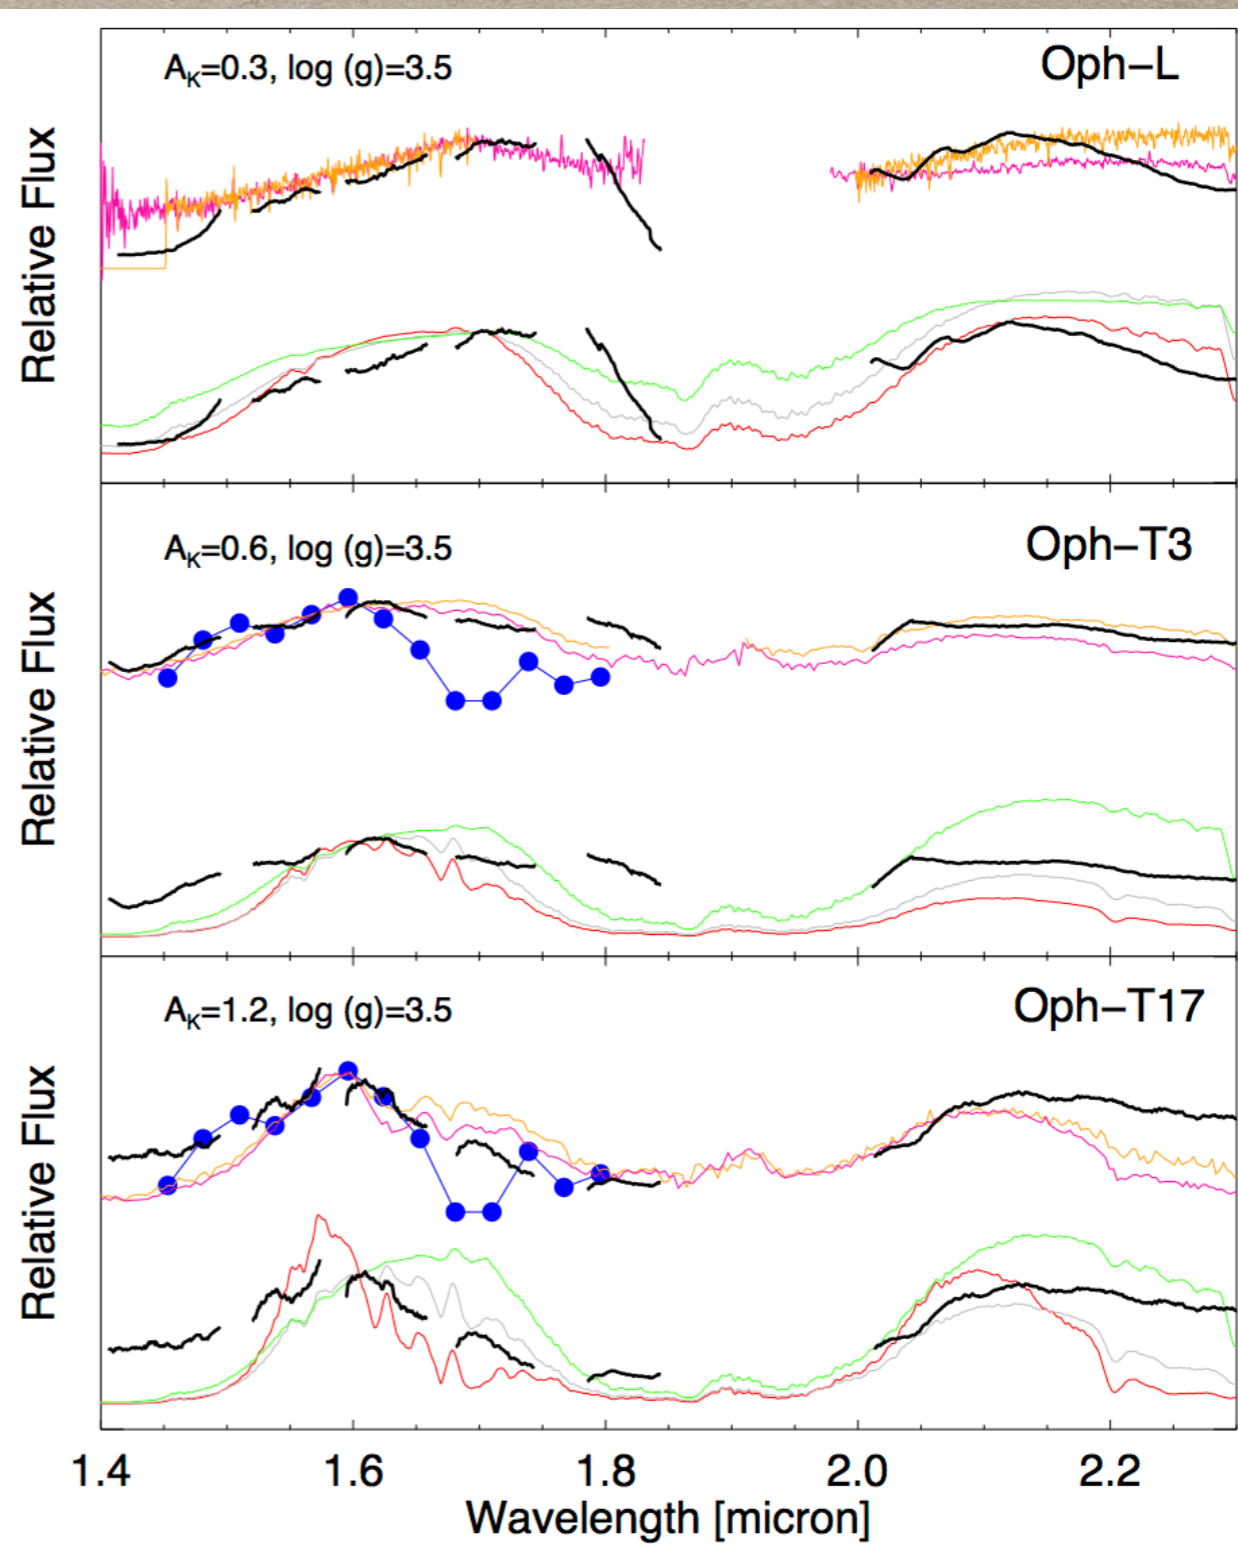 A_K=0.3, log (g)=3.5
Oph−L
Relative Flux
A_K=0.6, log (g)=3.5
Oph−T3
Relative Flux
A_K=1.2, log (g)=3.5
Oph−T17
Relative Flux
1.4 1.6 1.8 2.0 2.2
Wavelength [micron]